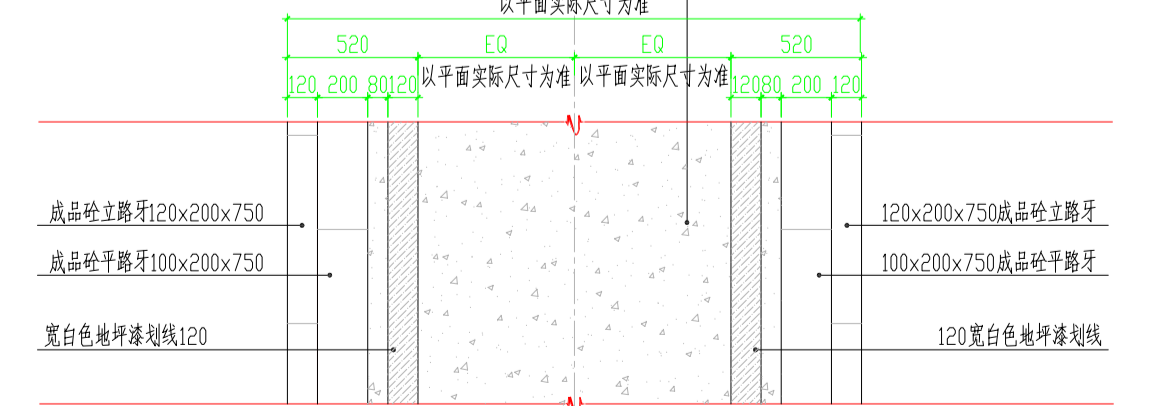 以平面实际尺寸为准
520 EQ EQ 520
120 200 80 120 以平面实际尺寸为准 以平面实际尺寸为准 120 80 200 120
成品砼立路牙120x200x750 120x200x750成品砼立路牙
成品砼平路牙100x200x750 100x200x750成品砼平路牙
宽白色地坪漆划线120 120宽白色地坪漆划线